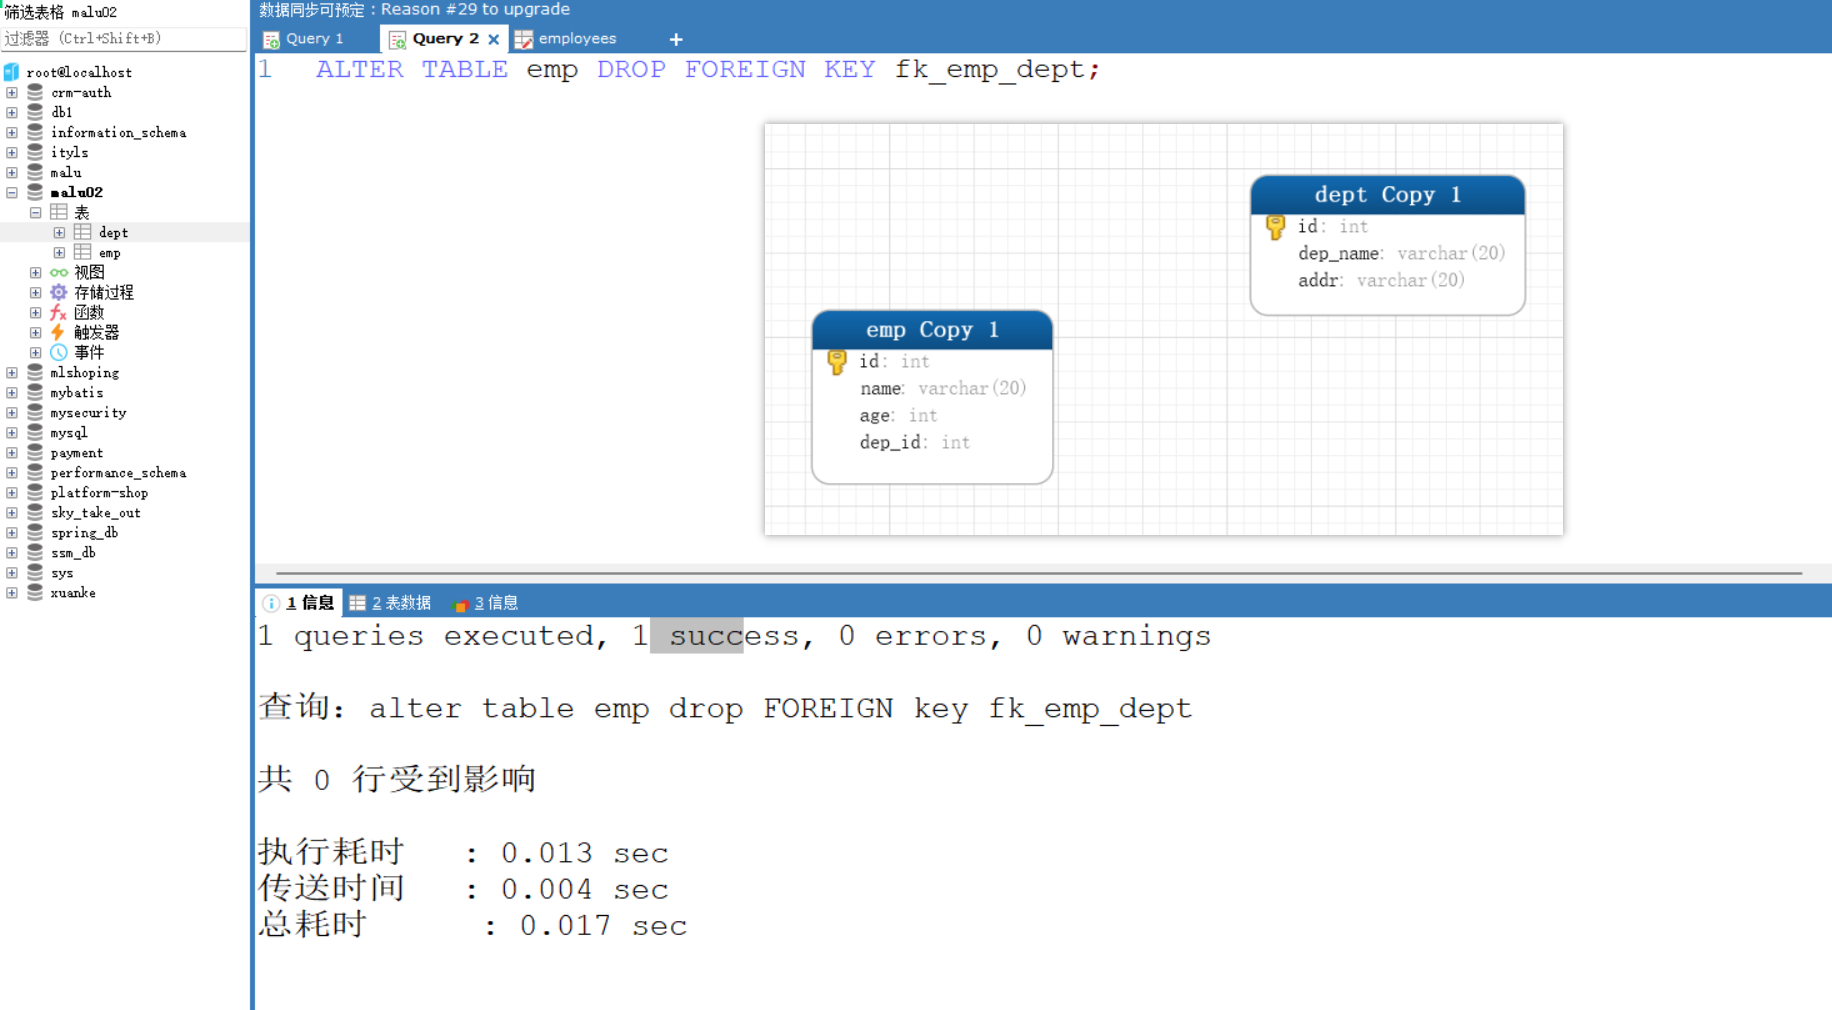 筛选表格 malu02
过滤器 (Ctrl+Shift+B)
root@localhost
crm-auth
db1
information_schema
ityls
malu
malu02
表
dept
emp
视图
存储过程
函数
触发器
事件
mlshoping
mybatis
mysecurity
mysql
payment
performance_schema
platform-shop
sky_take_out
spring_db
ssm_db
sys
xuanke
数据同步可预定：Reason #29 to upgrade
Query 1
Query 2
employees
1 ALTER TABLE emp DROP FOREIGN KEY fk_emp_dept;
dept Copy 1
id: int
dep_name: varchar(20)
addr: varchar(20)
emp Copy 1
id: int
name: varchar(20)
age: int
dep_id: int
1 信息
2 表数据
3 信息
1 queries executed, 1 success, 0 errors, 0 warnings
查询：alter table emp drop FOREIGN key fk_emp_dept
共 0 行受到影响
执行耗时 : 0.013 sec
传送时间 : 0.004 sec
总耗时 : 0.017 sec